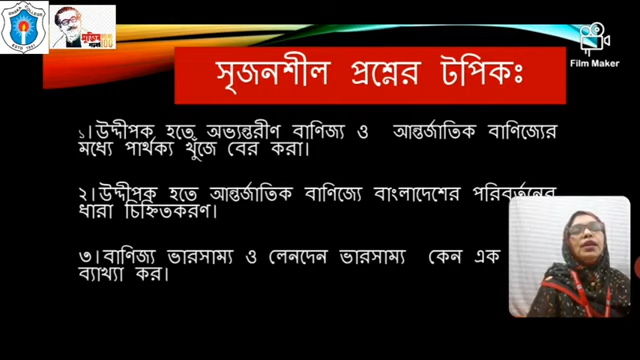 Film Maker
সৃজনশীল প্রশ্নের টপিকঃ
১। উদ্দীপক হতে অভ্যন্তরীণ বাণিজ্য ও আন্তর্জাতিক বাণিজ্যের
মধ্যে পার্থক্য খুঁজে বের করা।
২। উদ্দীপক হতে আন্তর্জাতিক বাণিজ্যে বাংলাদেশের পরিবর্তনের
ধারা চিহ্নিতকরণ।
৩। বাণিজ্য ভারসাম্য ও লেনদেন ভারসাম্য কেন এক
ব্যাখ্যা কর।